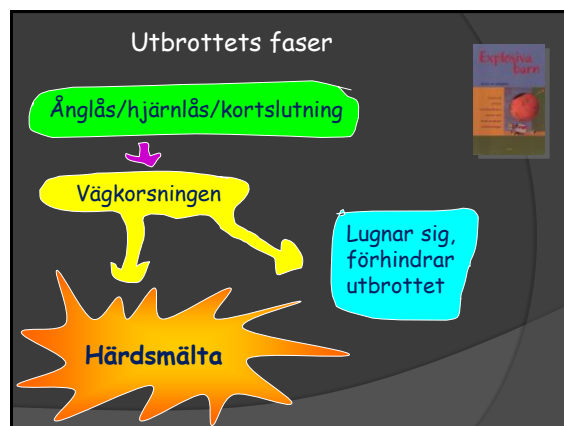 Utbrottets faser
Explosiva
barn
Ånglås/hjärnlås/kortslutning
Vägkorsningen
Lugnar sig,
förhindrar
utbrottet
Härdsmälta